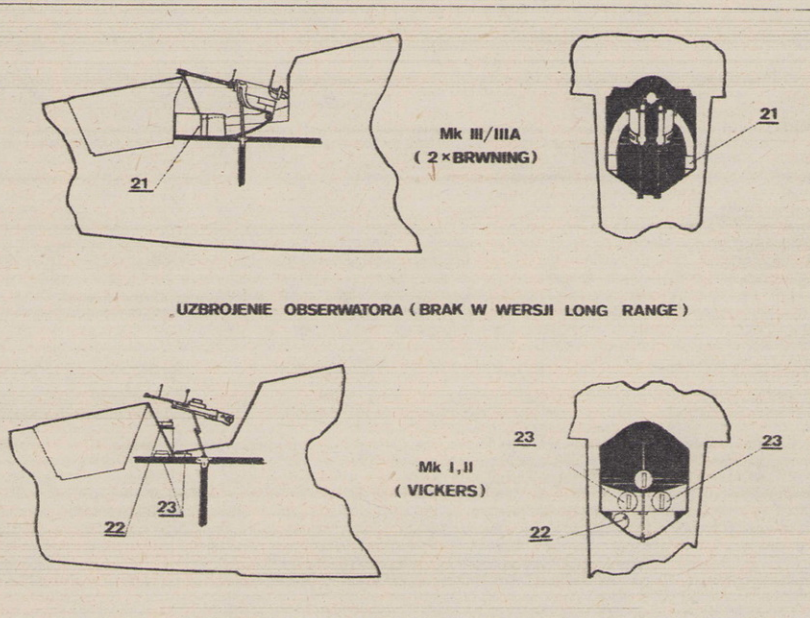 Mk III/IIIA
( 2×BRWNING)
21
21
UZBROJENIE OBSERWATORA ( BRAK W WERSJI LONG RANGE )
Mk I,II
( VICKERS)
22
23
23
23
22